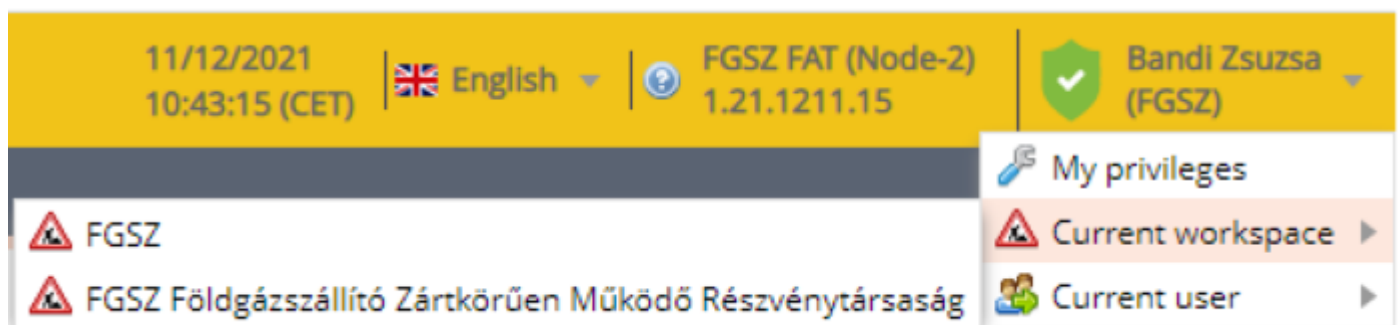 11/12/2021
10:43:15 (CET)
English
FGSZ FAT (Node-2)
1.21.1211.15
Bandi Zsuzsa
(FGSZ)
My privileges
Current workspace
Current user
FGSZ
FGSZ Földgázszállító Zártkörűen Működő Részvénytársaság